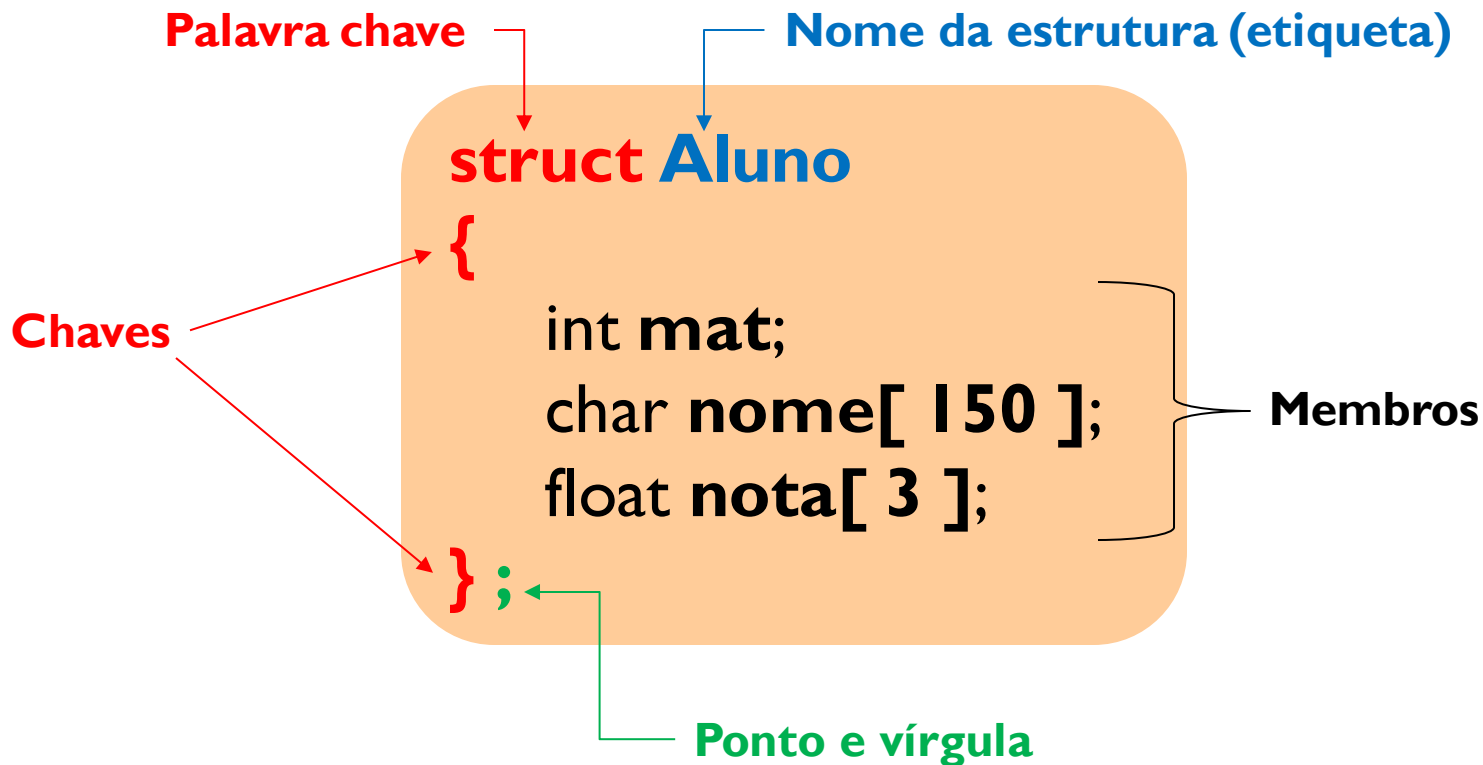 Palavra chave
Nome da estrutura (etiqueta)
struct Aluno
{
Chaves
int mat;
char nome[ 150 ];
Membros
float nota[ 3 ];
} ;
Ponto e vírgula